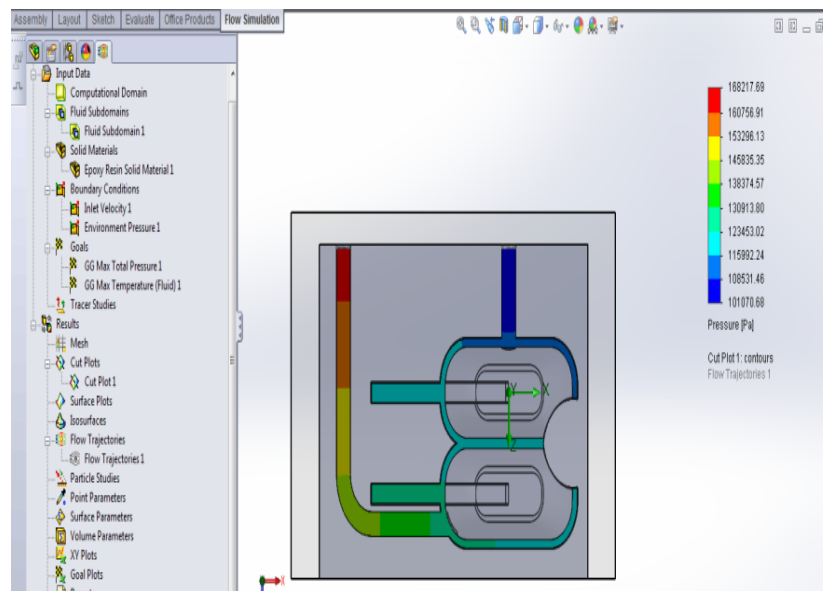 Assembly Layout Sketch Evaluate Office Products Flow Simulation
Input Data
Computational Domain
Fluid Subdomains
Fluid Subdomain 1
Solid Materials
Epoxy Resin Solid Material 1
Boundary Conditions
Inlet Velocity 1
Environment Pressure 1
Goals
GG Max Total Pressure 1
GG Max Temperature (Fluid) 1
Tracer Studies
Results
Mesh
Cut Plots
Cut Plot 1
Surface Plots
Isosurfaces
Flow Trajectories
Flow Trajectories 1
Particle Studies
Point Parameters
Surface Parameters
Volume Parameters
XY Plots
Goal Plots
168217.69
160756.91
153296.13
145835.35
138374.57
130913.80
123453.02
115992.24
108531.46
101070.68
Pressure [Pa]
Cut Plot 1: contours
Flow Trajectories 1
Y
X
Z
X